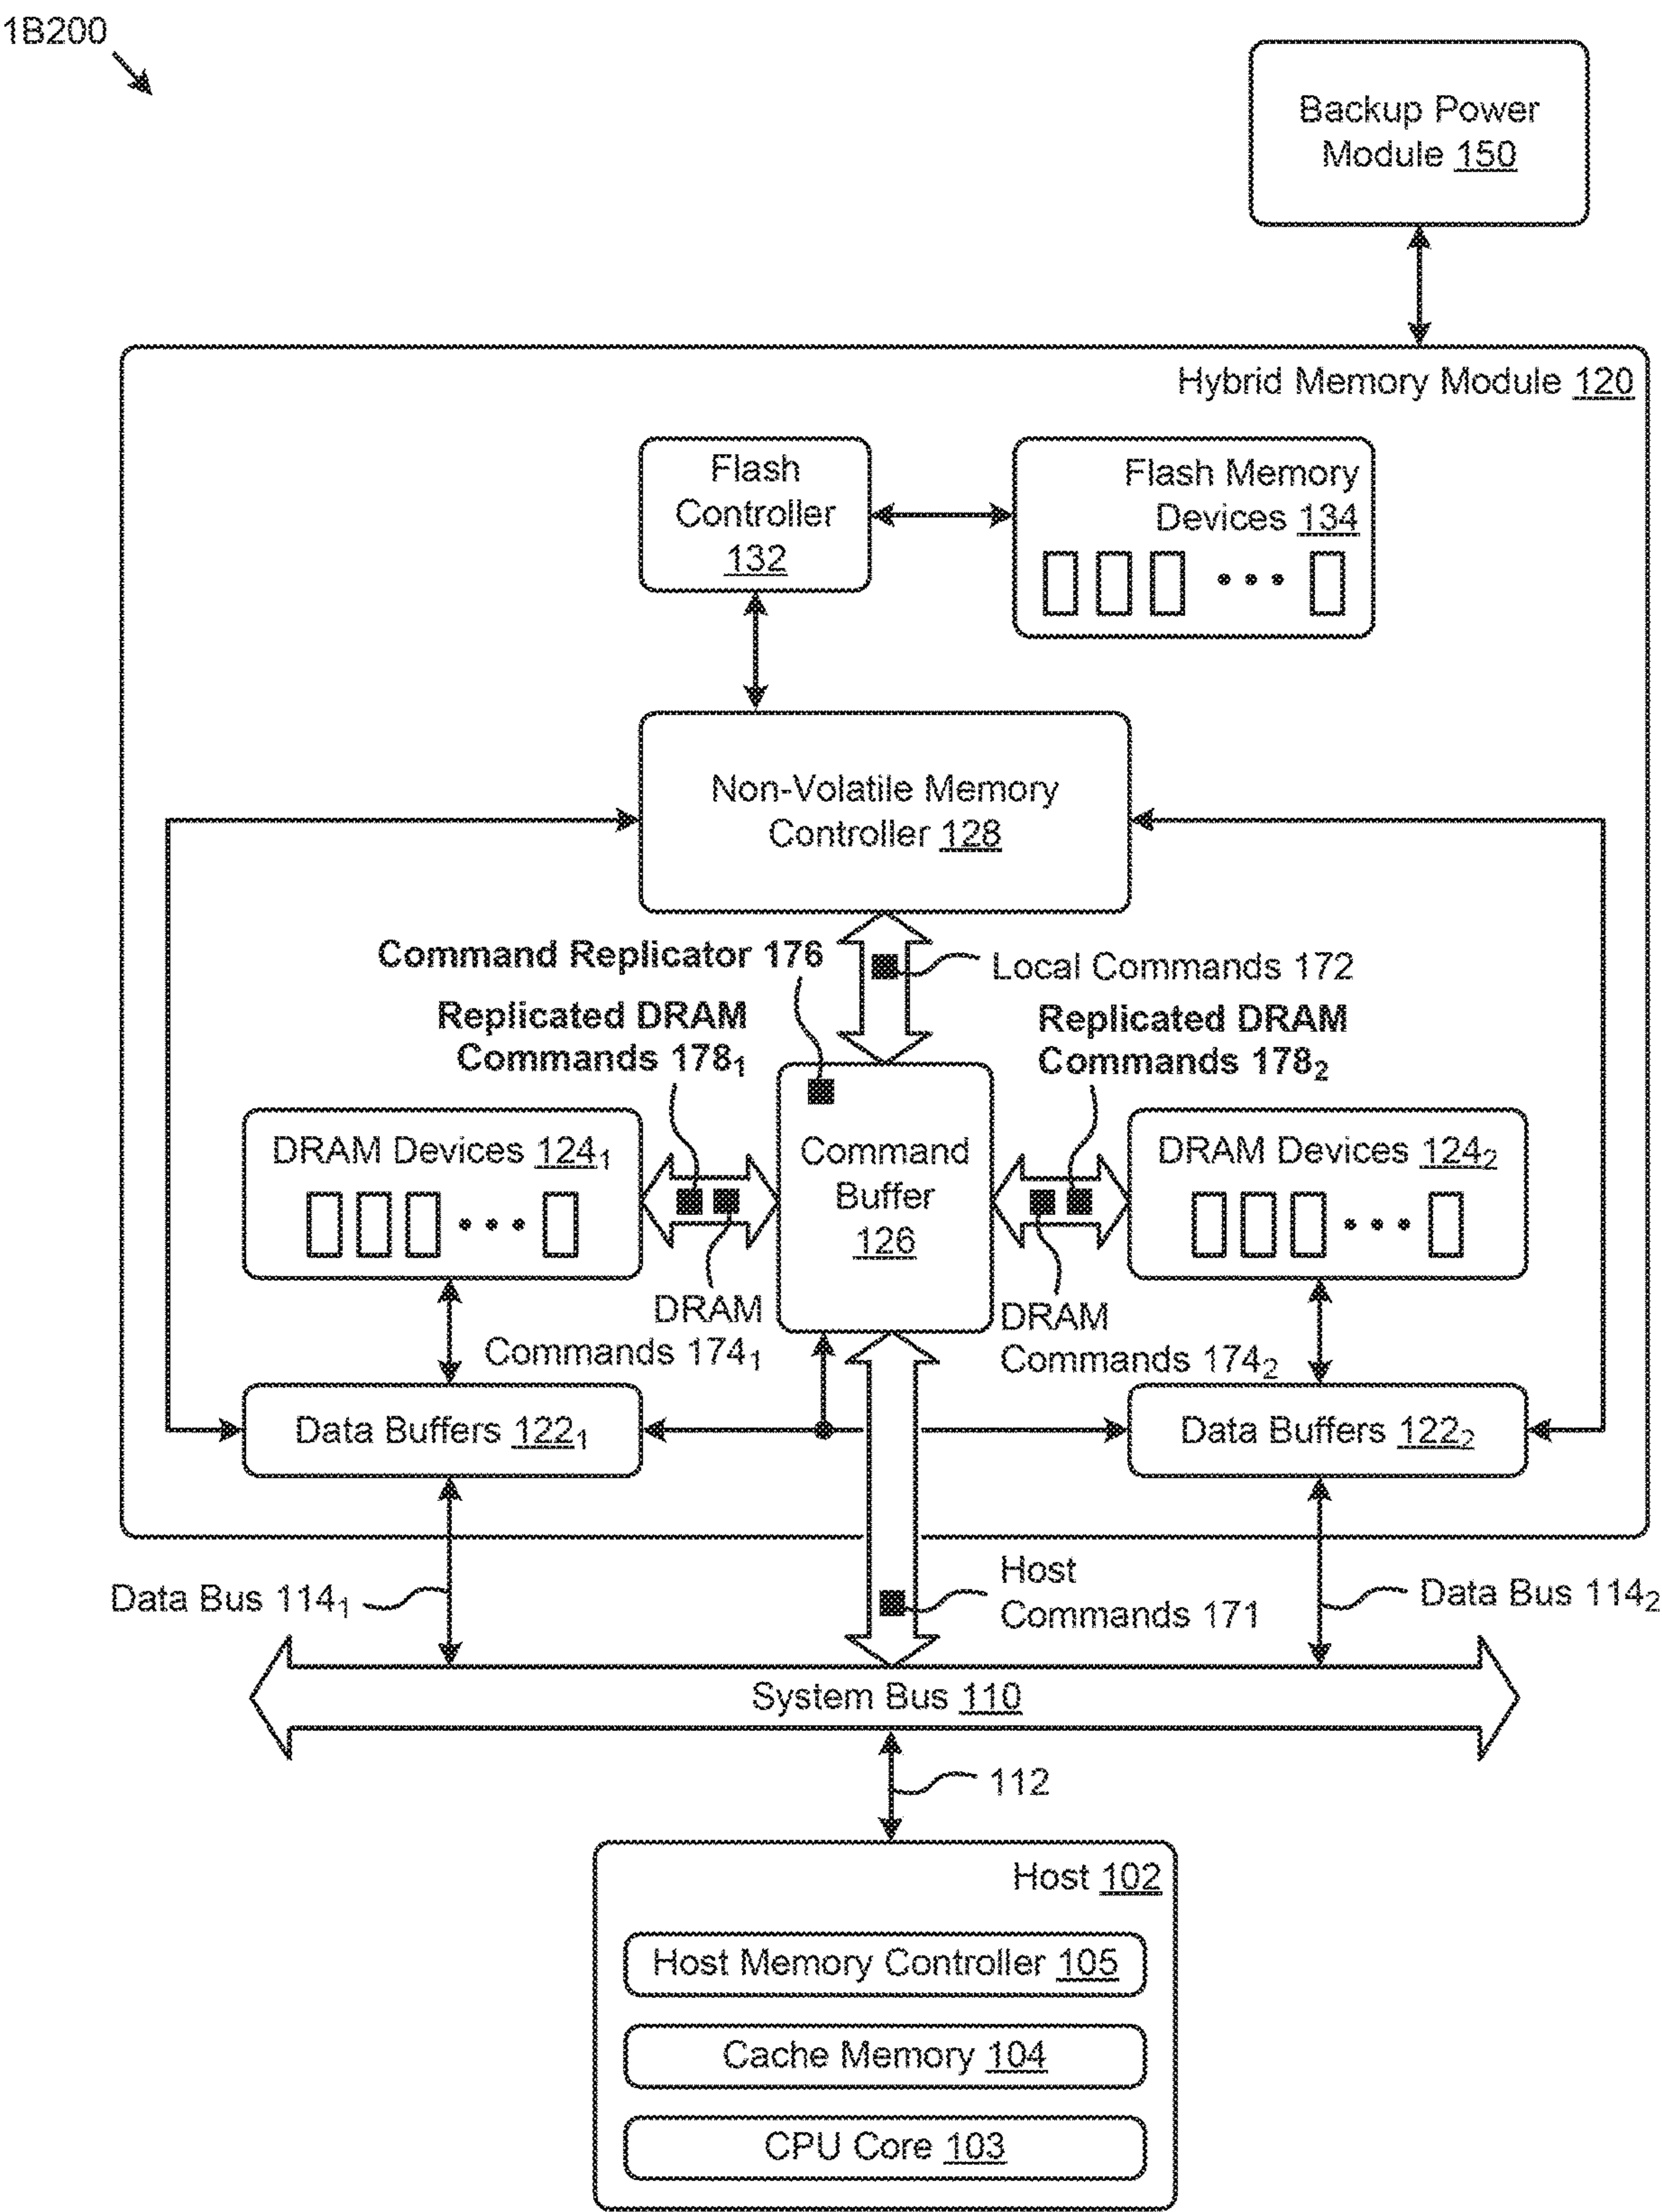 1B200
Backup Power
Module 150
Hybrid Memory Module 120
Flash
Controller
132
Flash Memory
Devices 134
Non-Volatile Memory
Controller 128
Command Replicator 176
Local Commands 172
Replicated DRAM
Commands 178₁
Replicated DRAM
Commands 178₂
DRAM Devices 124₁
Command
Buffer
126
DRAM Devices 124₂
DRAM
Commands 174₁
DRAM
Commands 174₂
Data Buffers 122₁
Data Buffers 122₂
Data Bus 114₁
Host
Commands 171
Data Bus 114₂
System Bus 110
112
Host 102
Host Memory Controller 105
Cache Memory 104
CPU Core 103